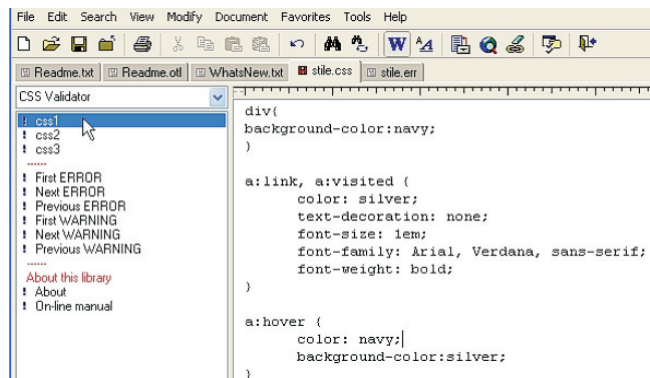 File Edit Search View Modify Document Favorites Tools Help
W
Readme.txt Readme.otl WhatsNew.txt stile.css stile.err
CSS Validator
! css1
! css2
! css3
------
! First ERROR
! Next ERROR
! Previous ERROR
! First WARNING
! Next WARNING
! Previous WARNING
------
About this library
! About
! On-line manual
div{
background-color:navy;
}
a:link, a:visited {
color: silver;
text-decoration: none;
font-size: 1em;
font-family: Arial, Verdana, sans-serif;
font-weight: bold;
}
a:hover {
color: navy;
background-color:silver;
}